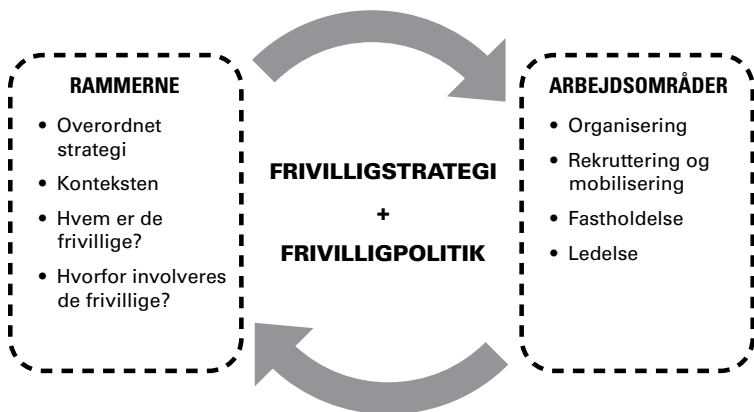 RAMMERNE
• Overordnet
strategi
• Konteksten
• Hvem er de
frivillige?
• Hvorfor involveres
de frivillige?
FRIVILLIGSTRATEGI
+
FRIVILLIGPOLITIK
ARBEJDSOMRÅDER
• Organisering
• Rekruttering og
mobilisering
• Fastholdelse
• Ledelse